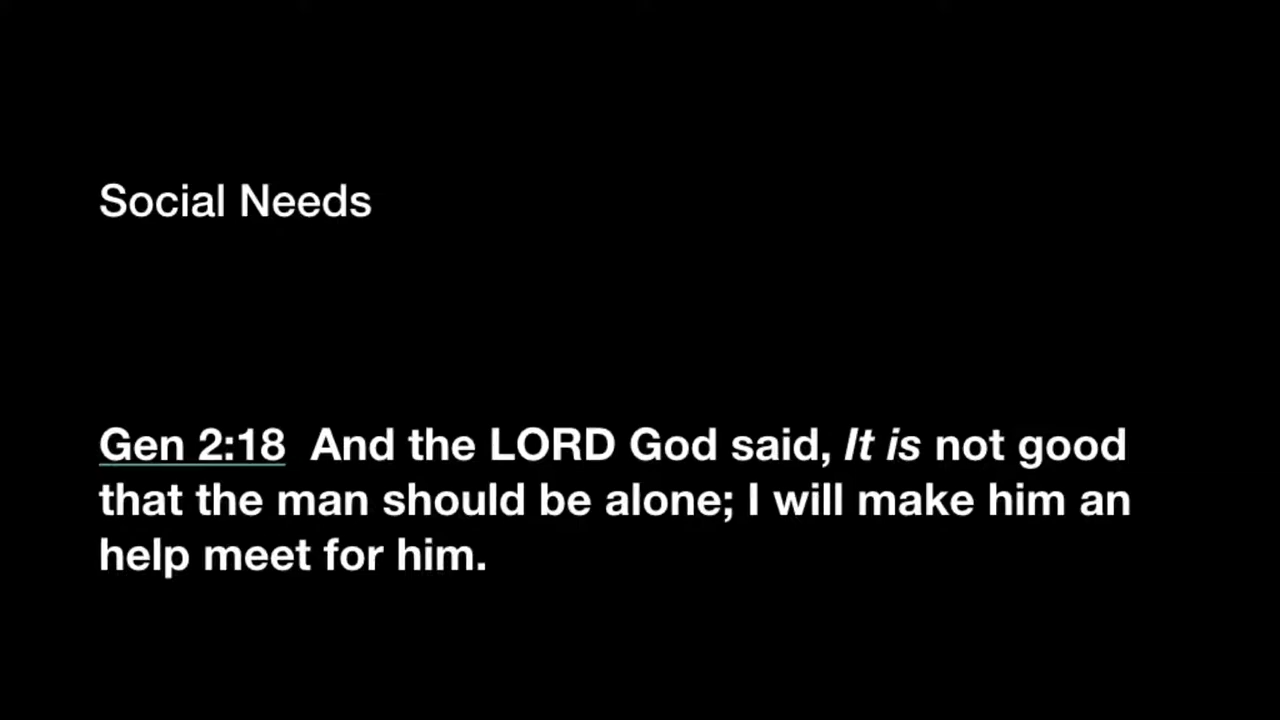 Social Needs
Gen 2:18 And the LORD God said, It is not good
that the man should be alone; I will make him an
help meet for him.